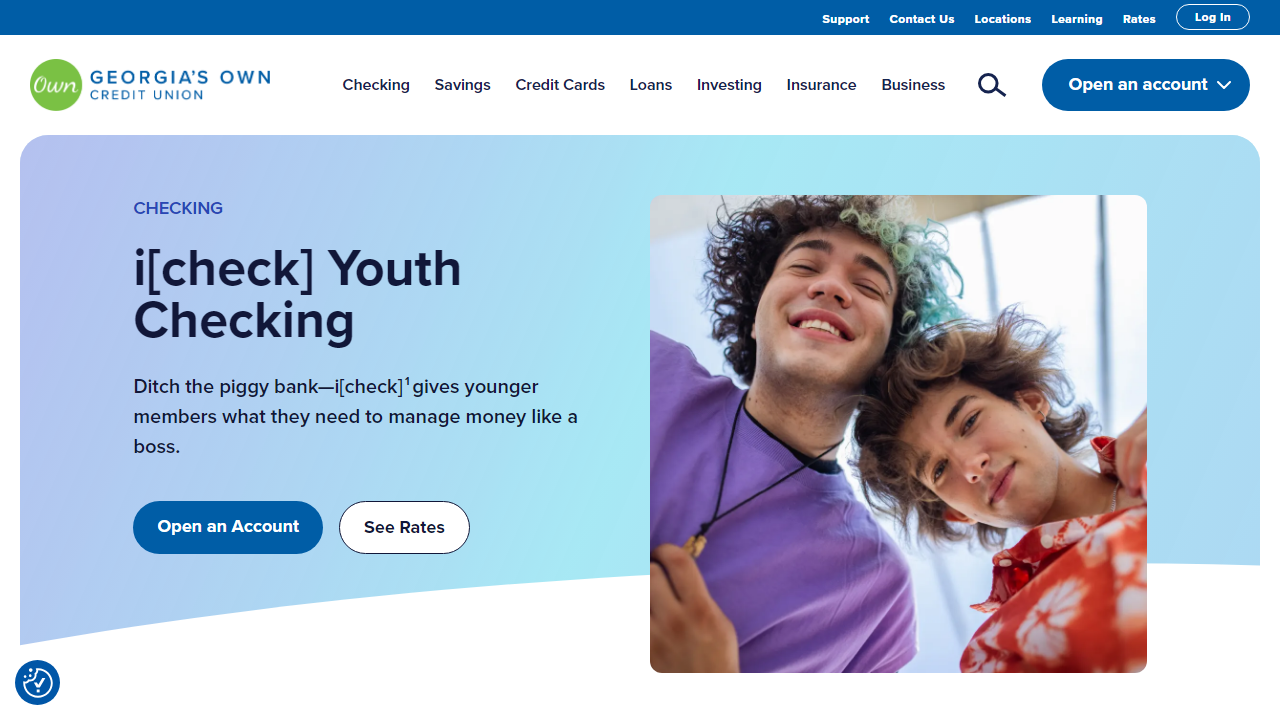 Support Contact Us Locations Learning Rates Log In
Own GEORGIA'S OWN
CREDIT UNION
Checking Savings Credit Cards Loans Investing Insurance Business Open an account
CHECKING
i[check] Youth
Checking
Ditch the piggy bank—i[check]¹ gives younger
members what they need to manage money like a
boss.
Open an Account See Rates